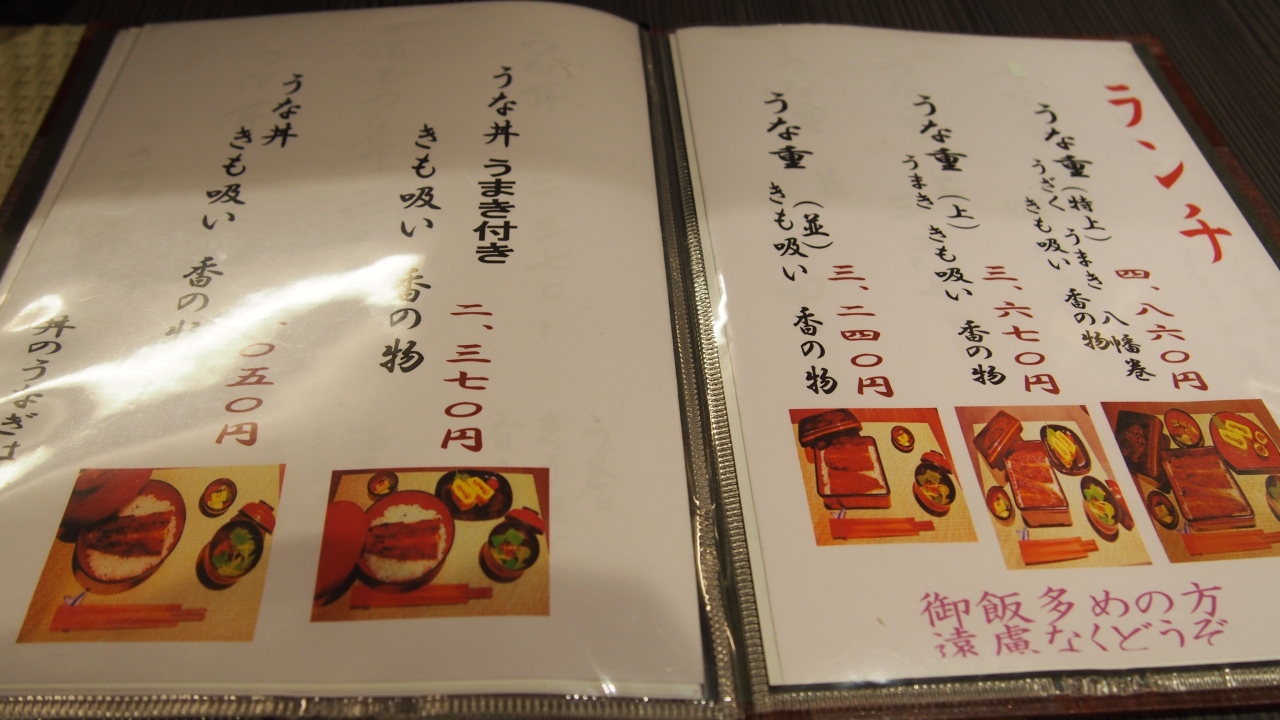 ランチ
うな重(特上)うまき 八幡巻
うざく きも吸い 香の物
四、八六〇円
うな重(上)
うまき きも吸い 香の物
三、六七〇円
うな重(並)
きも吸い 香の物
三、二四〇円
御飯多めの方
遠慮なくどうぞ
うな丼 うまき付き
きも吸い 香の物
二、三七〇円
うな丼
きも吸い 香の物
〇五〇円